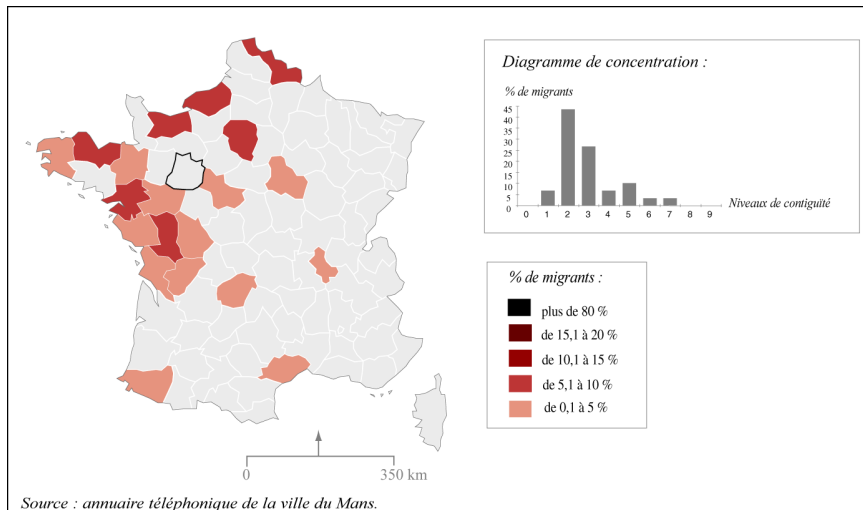 Diagramme de concentration :
% de migrants
45
40
35
30
25
20
15
10
5
0
0 1 2 3 4 5 6 7 8 9
Niveaux de contiguïté
% de migrants :
plus de 80 %
de 15,1 à 20 %
de 10,1 à 15 %
de 5,1 à 10 %
de 0,1 à 5 %
0 350 km
Source : annuaire téléphonique de la ville du Mans.